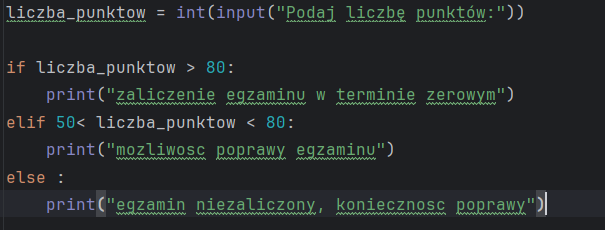 liczba_punktow = int(input("Podaj liczbę punktów:"))
if liczba_punktow > 80:
    print("zaliczenie egzaminu w terminie zerowym")
elif 50< liczba_punktow < 80:
    print("mozliwosc poprawy egzaminu")
else :
    print("egzamin niezaliczony, koniecznosc poprawy")